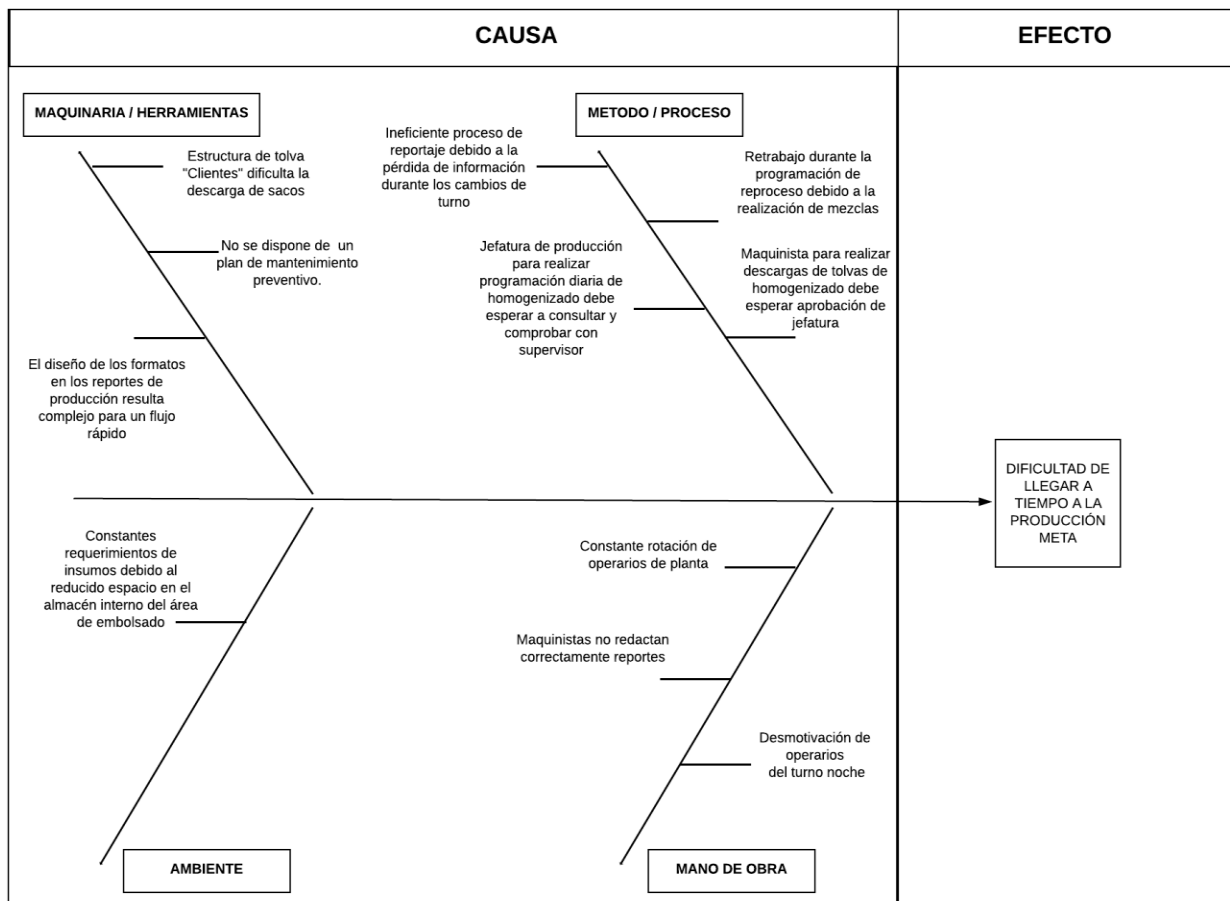 CAUSA
EFECTO
MAQUINARIA / HERRAMIENTAS
Estructura de tolva
"Clientes" dificulta la
descarga de sacos
No se dispone de un
plan de mantenimiento
preventivo.
El diseño de los formatos
en los reportes de
producción resulta
complejo para un flujo
rápido
METODO / PROCESO
Ineficiente proceso de
reportaje debido a la
pérdida de información
durante los cambios de
turno
Retrabajo durante la
programación de
reproceso debido a la
realización de mezclas
Jefatura de producción
para realizar
programación diaria de
homogenizado debe
esperar a consultar y
comprobar con
supervisor
Maquinista para realizar
descargas de tolvas de
homogenizado debe
esperar aprobación de
jefatura
DIFICULTAD DE
LLEGAR A
TIEMPO A LA
PRODUCCIÓN
META
Constantes
requerimientos de
insumos debido al
reducido espacio en el
almacén interno del área
de embolsado
AMBIENTE
Constante rotación de
operarios de planta
Maquinistas no redactan
correctamente reportes
Desmotivación de
operarios
del turno noche
MANO DE OBRA